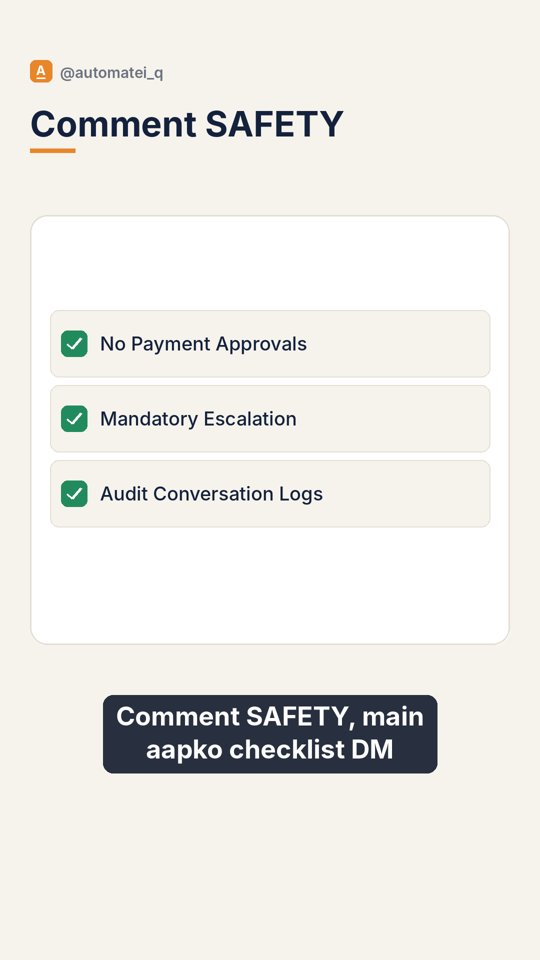 A
@automatei_q
Comment SAFETY
No Payment Approvals
Mandatory Escalation
Audit Conversation Logs
Comment SAFETY, main
aapko checklist DM